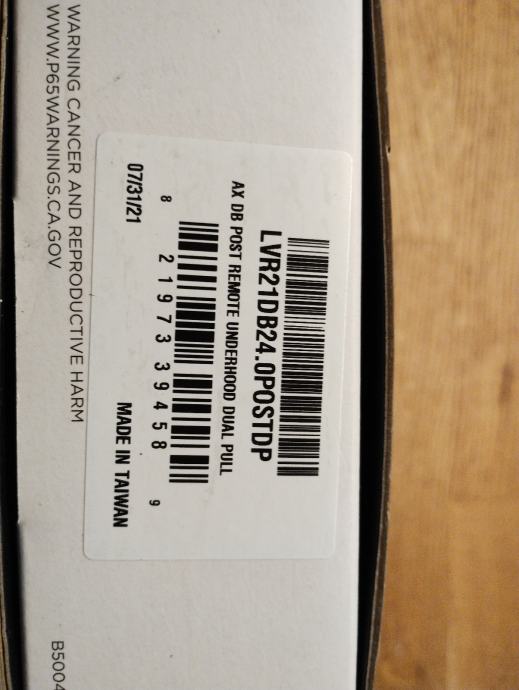 WARNING CANCER AND REPRODUCTIVE HARM
WWW.P65WARNINGS.CA.GOV
LVR21DB24.0POSTDP
AX DB POST REMOTE UNDERHOOD DUAL PULL
8 21973 39458 9
07/31/21 MADE IN TAIWAN
B5004